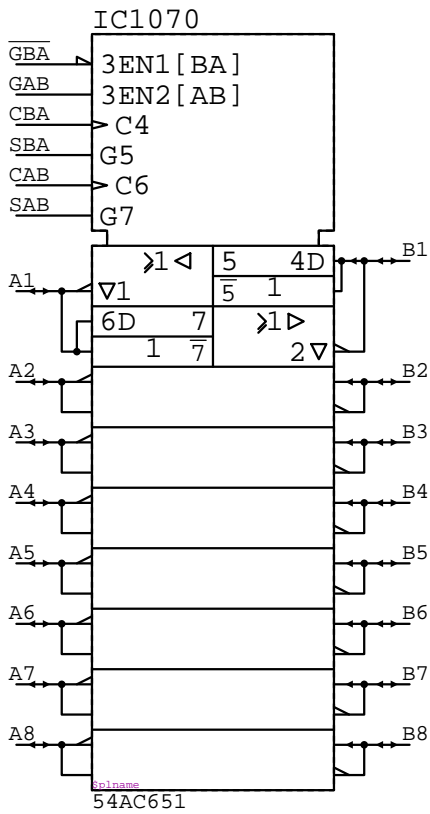 IC1070
GBA
3EN1[BA]
GAB
3EN2[AB]
CBA
C4
SBA
G5
CAB
C6
SAB
G7
≥1 5 4D B1
A1 1 5 1
6D 7 ≥1
1 7 2
A2 B2
A3 B3
A4 B4
A5 B5
A6 B6
A7 B7
A8 B8
$plname
54AC651